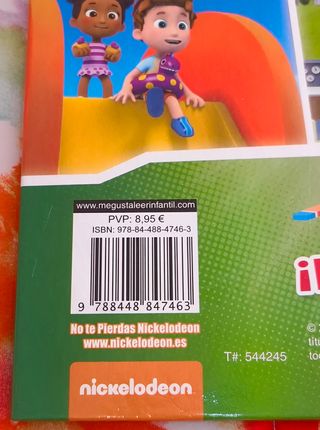 www.megustaleerinfantil.com
PVP: 8,95 €
ISBN: 978-84-488-4746-3
9 788448 847463
No te Pierdas Nickelodeon
www.nickelodeon.es
nickelodeon
T#: 544245